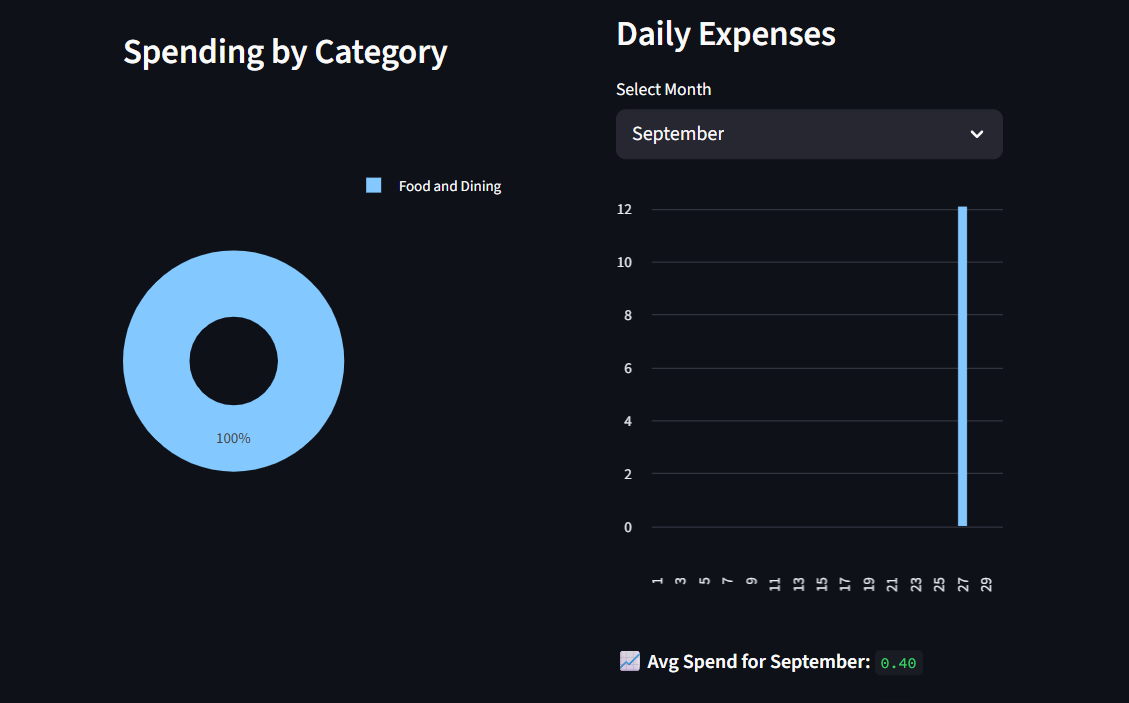 Spending by Category
Food and Dining
100%
Daily Expenses
Select Month
September
12
10
8
6
4
2
0
1 3 5 7 9 11 13 15 17 19 21 23 25 27 29
Avg Spend for September: 0.40